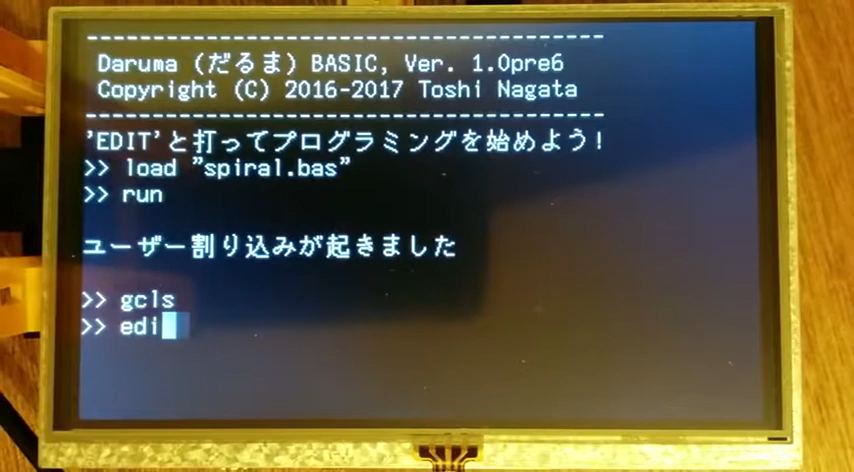 ----------------------------------------
Daruma (だるま) BASIC, Ver. 1.0pre6
Copyright (C) 2016-2017 Toshi Nagata
----------------------------------------
'EDIT'と打ってプログラミングを始めよう!
>> load "spiral.bas"
>> run
ユーザー割り込みが起きました
>> gcls
>> edi